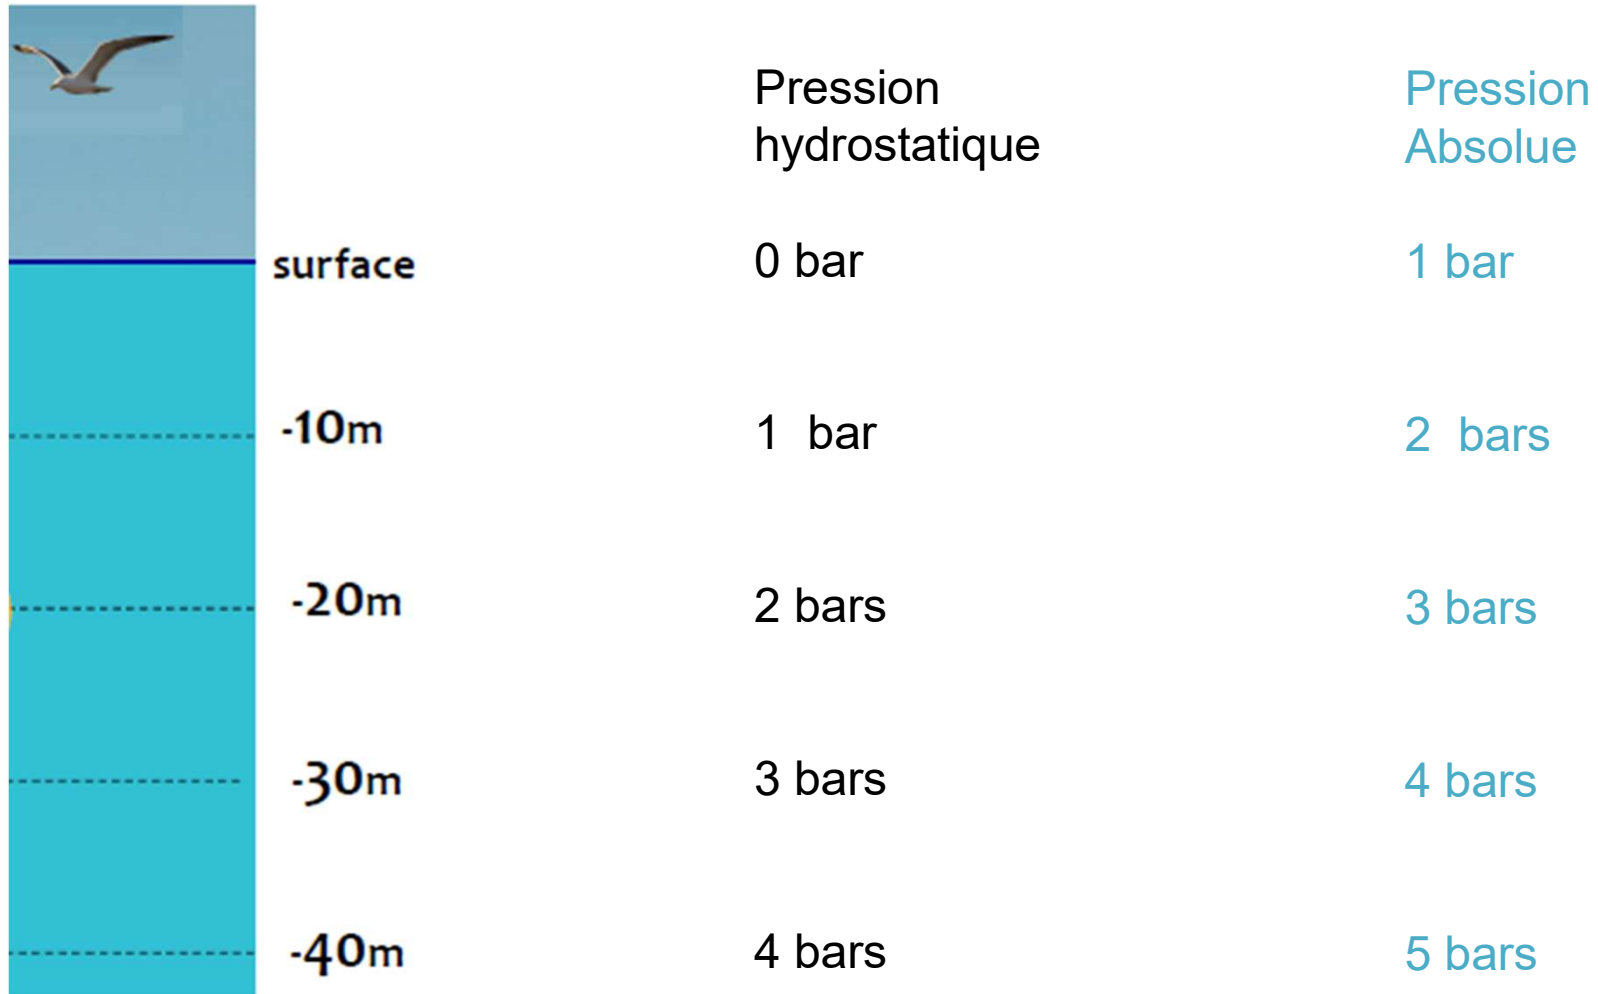 Pression
hydrostatique
Pression
Absolue
surface
0 bar
1 bar
-10m
1  bar
2  bars
-20m
2 bars
3 bars
-30m
3 bars
4 bars
-40m
4 bars
5 bars